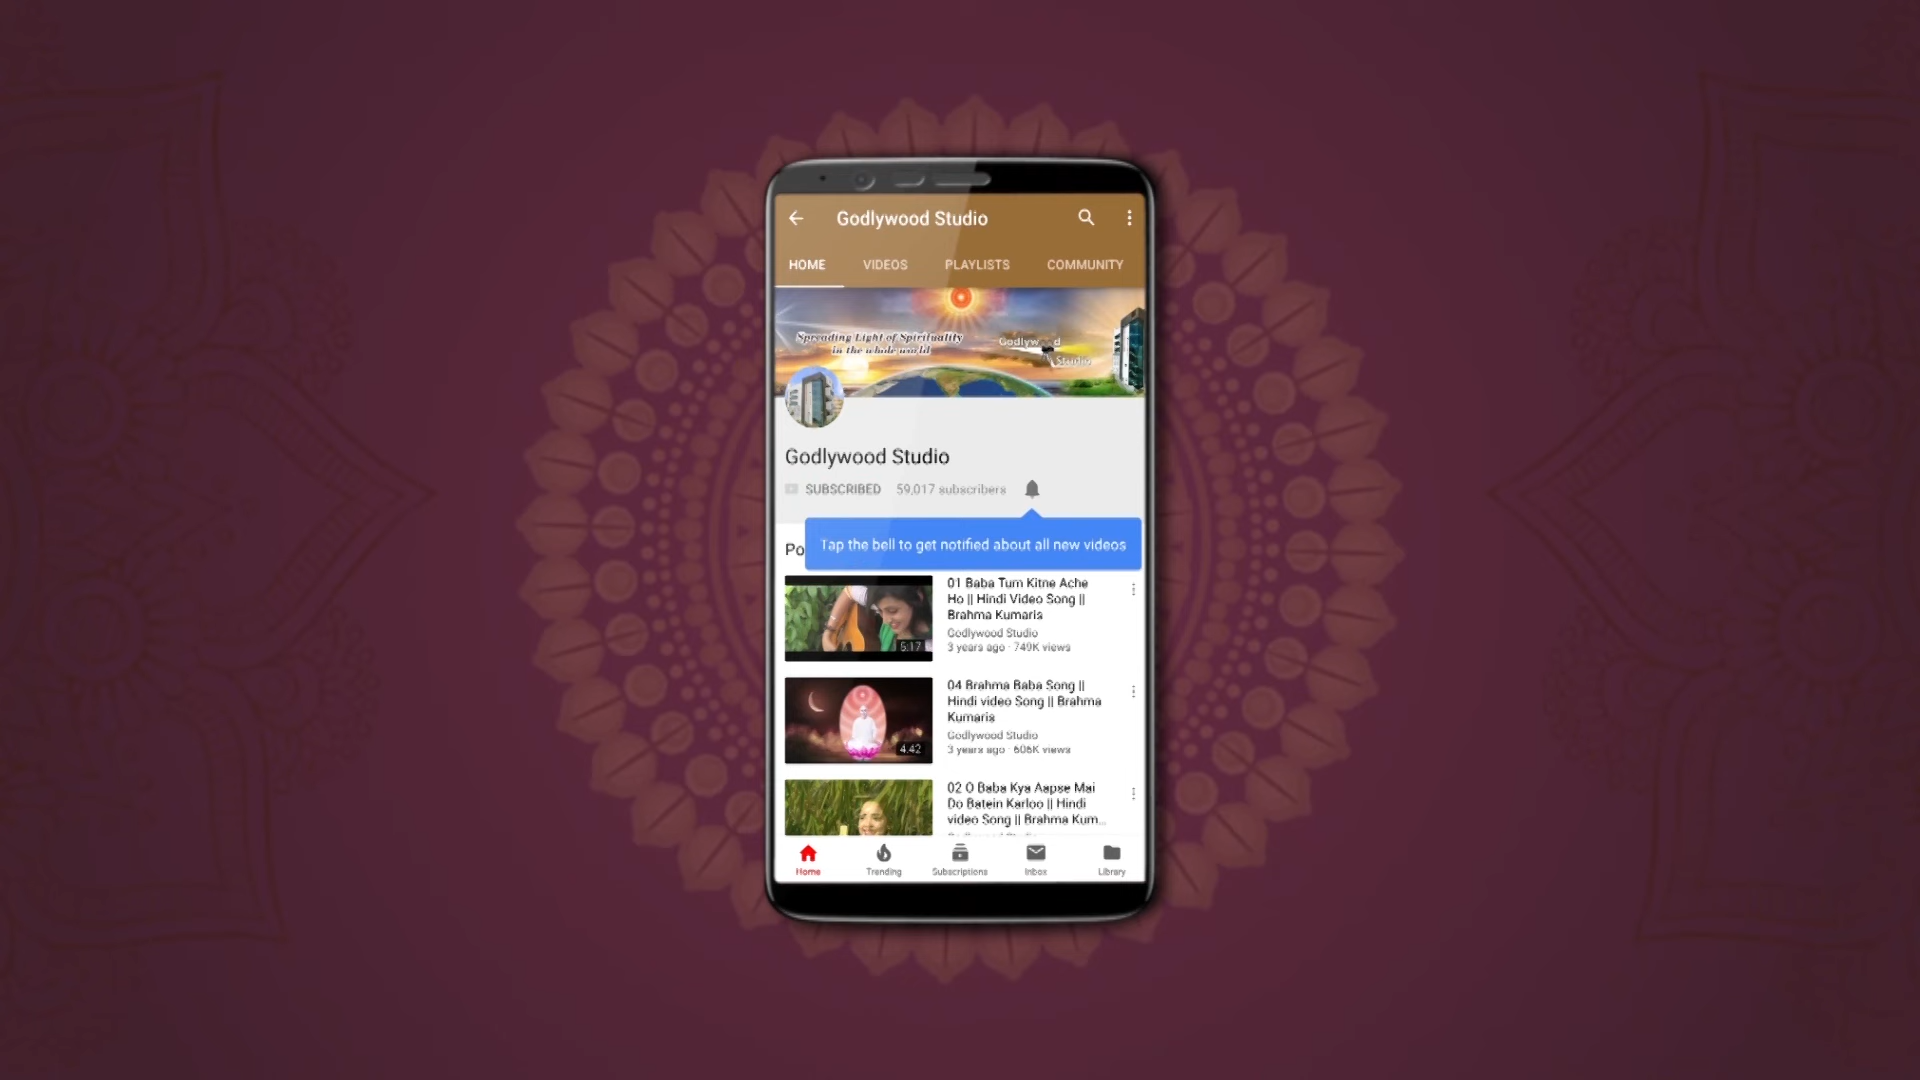 Godlywood Studio
HOME VIDEOS PLAYLISTS COMMUNITY
Spreading Light of Spirituality
in the whole world
Godlyw d
Studio
Godlywood Studio
SUBSCRIBED 59,017 subscribers
Po
Tap the bell to get notified about all new videos
01 Baba Tum Kitne Ache
Ho || Hindi Video Song ||
Brahma Kumaris
Godlywood Studio
3 years ago · 749K views
5:17
04 Brahma Baba Song ||
Hindi video Song || Brahma
Kumaris
Godlywood Studio
3 years ago · 606K views
4:42
02 O Baba Kya Aapse Mai
Do Batein Karloo || Hindi
video Song || Brahma Kum...
Home Trending Subscriptions Inbox Library